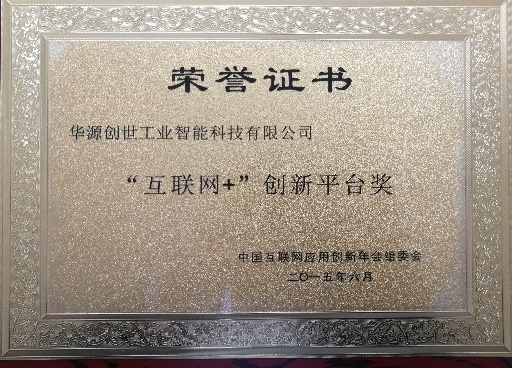 荣誉证书
华源创世工业智能科技有限公司
“互联网+”创新平台奖
中国互联网应用创新年会组委会
二〇一五年六月